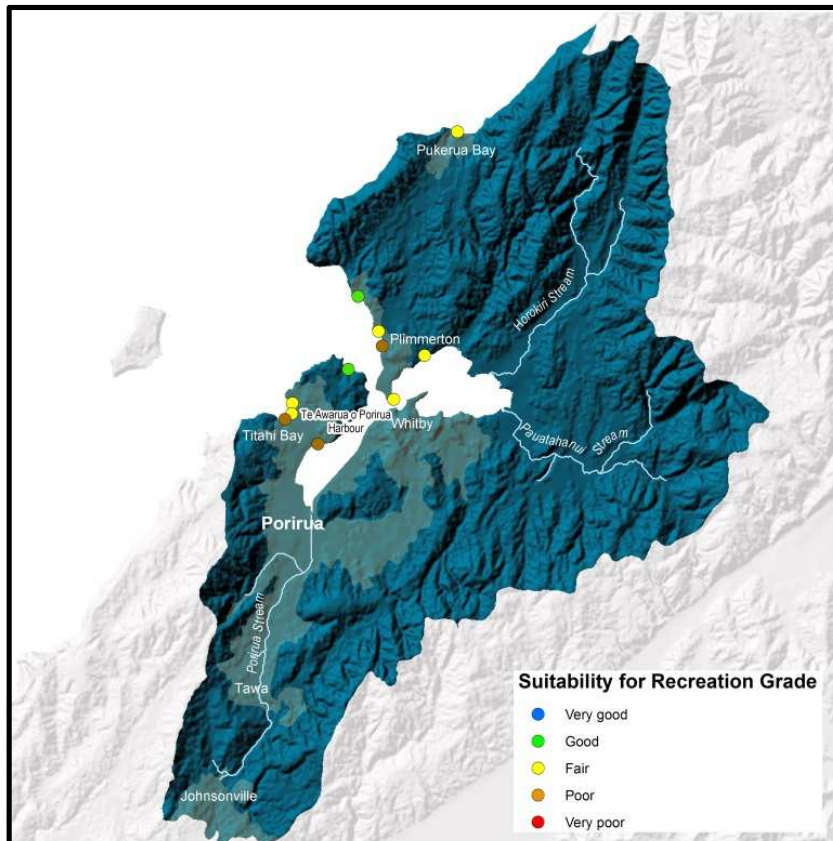 Pukerua Bay
Horokiri Stream
Plimmerton
Te Awarua o Porirua
Harbour
Whitby
Titahi Bay
Pauatahanui Stream
Porirua
Porirua Stream
Tawa
Johnsonville
Suitability for Recreation Grade
Very good
Good
Fair
Poor
Very poor